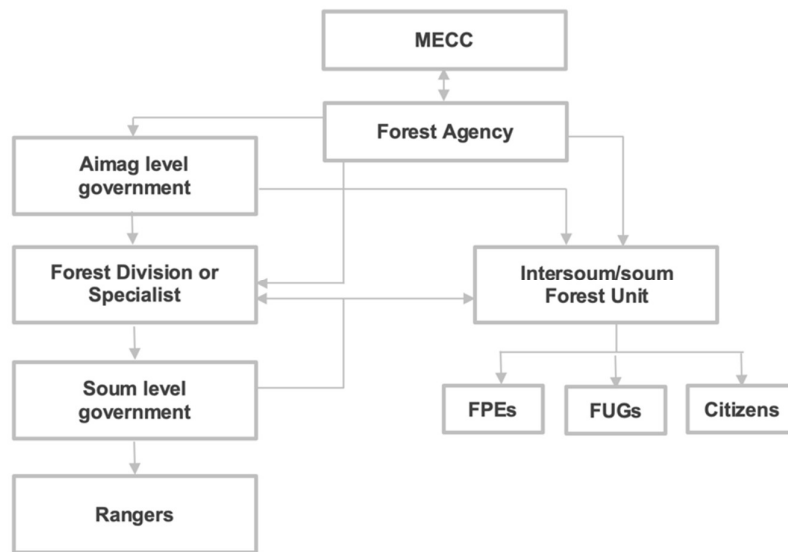 MECC
Forest Agency
Aimag level
government
Forest Division or
Specialist
Intersoum/soum
Forest Unit
Soum level
government
FPEs
FUGs
Citizens
Rangers